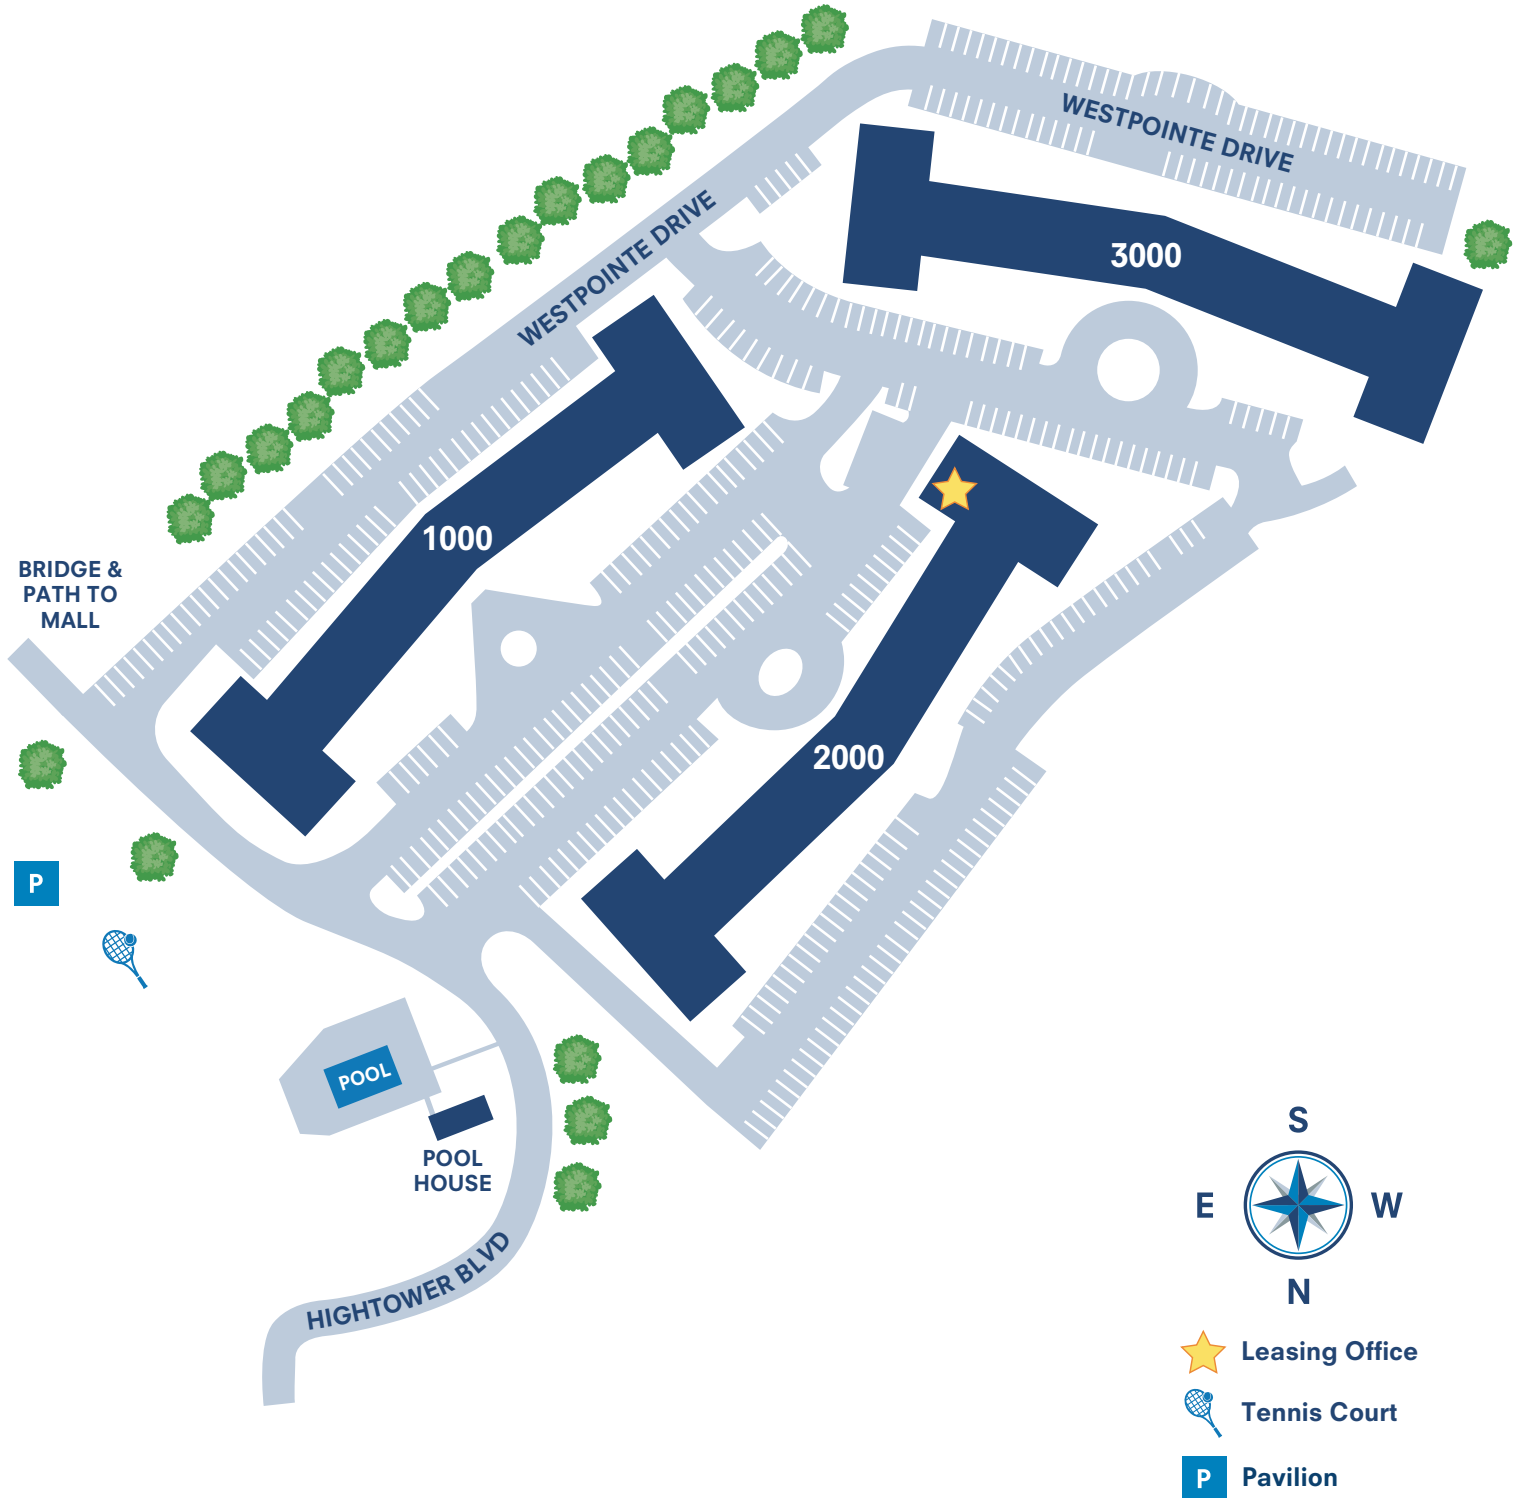 WESTPOINTE DRIVE
WESTPOINTE DRIVE
3000
1000
BRIDGE &
PATH TO
MALL
2000
P
POOL
POOL
HOUSE
HIGHTOWER BLVD
S
E
W
N
Leasing Office
Tennis Court
P
Pavilion